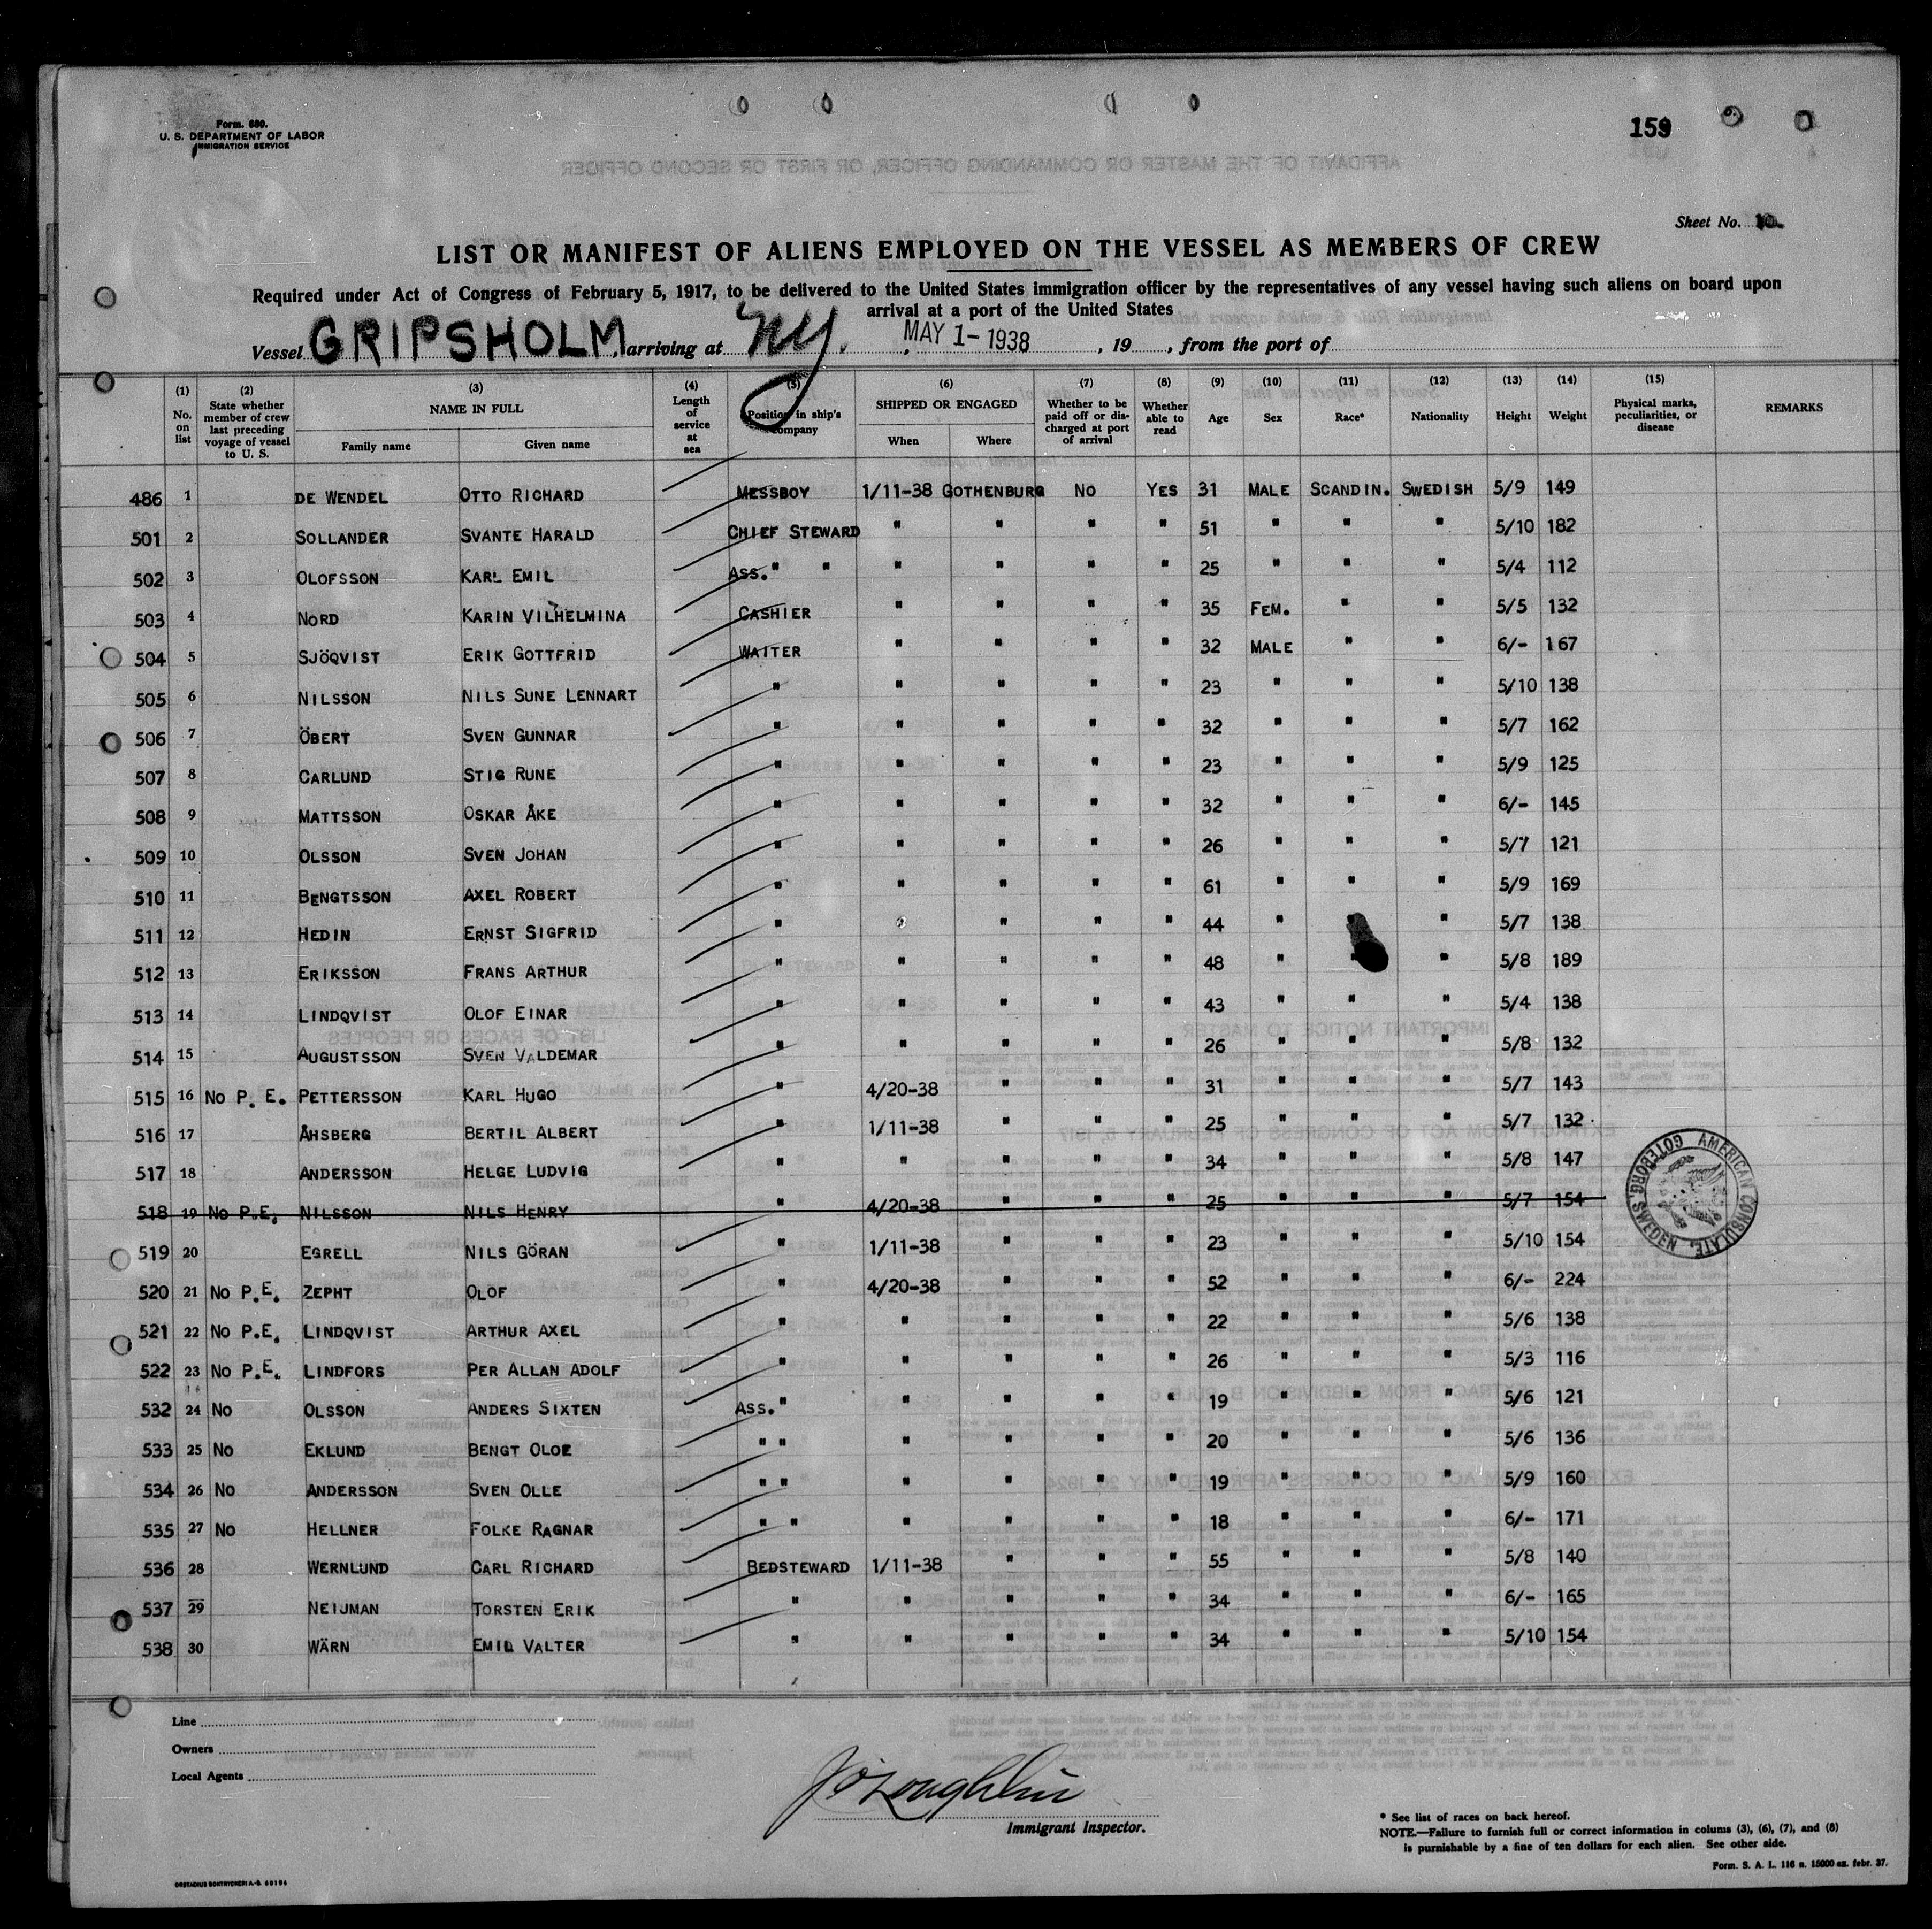 Form. 680.
U. S. DEPARTMENT OF LABOR
IMMIGRATION SERVICE
159
Sheet No. 10
LIST OR MANIFEST OF ALIENS EMPLOYED ON THE VESSEL AS MEMBERS OF CREW
Required under Act of Congress of February 5, 1917, to be delivered to the United States immigration officer by the representatives of any vessel having such aliens on board upon
arrival at a port of the United States
Vessel GRIPSHOLM, arriving at NY. MAY 1-1938, 19, from the port of
(1) (2) (3) (4) (5) (6) (7) (8) (9) (10) (11) (12) (13) (14) (15)
No. on list State whether member of crew last preceding voyage of vessel to U. S. NAME IN FULL Family name Given name Length of service at sea Position in ship's company SHIPPED OR ENGAGED When Where Whether to be paid off or discharged at port of arrival Whether able to read Age Sex Race* Nationality Height Weight Physical marks, peculiarities, or disease REMARKS
486 1 DE WENDEL OTTO RICHARD MESSBOY 1/11-38 GOTHENBURG NO YES 31 MALE SCANDIN. SWEDISH 5/9 149
501 2 SOLLANDER SVANTE HARALD CHIEF STEWARD " " " " 51 " " " 5/10 182
502 3 OLOFSSON KARL EMIL ASS. " " " " " " 25 " " " 5/4 112
503 4 NORD KARIN VILHELMINA CASHIER " " " " 35 FEM. " " 5/5 132
504 5 SJÖQVIST ERIK GOTTFRID WAITER " " " " 32 MALE " " 6/- 167
505 6 NILSSON NILS SUNE LENNART " " " " " 23 " " " 5/10 138
506 7 ÖBERT SVEN GUNNAR " " " " " 32 " " " 5/7 162
507 8 CARLUND STIG RUNE " " " " " 23 " " " 5/9 125
508 9 MATTSSON OSKAR ÅKE " " " " " 32 " " " 6/- 145
509 10 OLSSON SVEN JOHAN " " " " " 26 " " " 5/7 121
510 11 BENGTSSON AXEL ROBERT " " " " " 61 " " " 5/9 169
511 12 HEDIN ERNST SIGFRID " " " " " 44 " " " 5/7 138
512 13 ERIKSSON FRANS ARTHUR " " " " " 48 " " " 5/8 189
513 14 LINDQVIST OLOF EINAR " " " " " 43 " " " 5/4 138
514 15 AUGUSTSSON SVEN VALDEMAR " " " " " 26 " " " 5/8 132
515 16 NO P. E. PETTERSSON KARL HUGO " 4/20-38 " " " 31 " " " 5/7 143
516 17 ÅHSBERG BERTIL ALBERT " 1/11-38 " " " 25 " " " 5/7 132
517 18 ANDERSSON HELGE LUDVIG " " " " " 34 " " " 5/8 147
518 19 NO P.E. NILSSON NILS HENRY " 4/20-38 " " " 25 " " " 5/7 154
519 20 EGRELL NILS GÖRAN " 1/11-38 " " " 23 " " " 5/10 154
520 21 NO P.E. ZEPHT OLOF " 4/20-38 " " " 52 " " " 6/- 224
521 22 NO P.E. LINDQVIST ARTHUR AXEL " " " " " 22 " " " 5/6 138
522 23 NO P.E. LINDFORS PER ALLAN ADOLF " " " " " 26 " " " 5/3 116
532 24 NO OLSSON ANDERS SIXTEN ASS. " " " " " 19 " " " 5/6 121
533 25 NO EKLUND BENGT OLOF " " " " " " 20 " " " 5/6 136
534 26 NO ANDERSSON SVEN OLLE " " " " " " 19 " " " 5/9 160
535 27 NO HELLNER FOLKE RAGNAR " " " " " " 18 " " " 6/- 171
536 28 WERNLUND CARL RICHARD BEDSTEWARD 1/11-38 " " " 55 " " " 5/8 140
537 29 NEIJMAN TORSTEN ERIK " " " " " 34 " " " 6/- 165
538 30 WÄRN EMIL VALTER " " " " " 34 " " " 5/10 154
AMERICAN CONSULATE, GÖTEBORG, SWEDEN
Line
Owners
Local Agents
J O'Loughlin
Immigrant Inspector.
* See list of races on back hereof.
NOTE.—Failure to furnish full or correct information in colums (3), (6), (7), and (8)
is punishable by a fine of ten dollars for each alien. See other side.
Form. S. A. L. 116 n. 15000 ex. febr. 37.